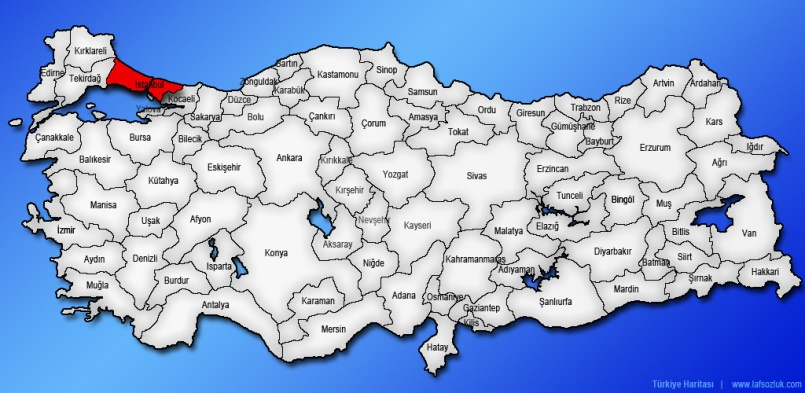 Kırklareli
Edirne
Tekirdağ
İstanbul
Yalova
Kocaeli
Sakarya
Düzce
Zonguldak
Bartın
Karabük
Kastamonu
Sinop
Samsun
Ordu
Giresun
Trabzon
Rize
Artvin
Ardahan
Çanakkale
Bursa
Bilecik
Bolu
Çankırı
Çorum
Amasya
Tokat
Gümüşhane
Bayburt
Erzurum
Kars
Iğdır
Ağrı
Balıkesir
Kütahya
Eskişehir
Ankara
Kırıkkale
Yozgat
Sivas
Erzincan
Tunceli
Bingöl
Muş
Manisa
Uşak
Afyon
Kırşehir
Nevşehir
Kayseri
Malatya
Elazığ
Bitlis
Van
İzmir
Aydın
Denizli
Isparta
Konya
Aksaray
Niğde
Kahramanmaraş
Adıyaman
Diyarbakır
Batman
Siirt
Hakkari
Muğla
Burdur
Antalya
Karaman
Mersin
Adana
Osmaniye
Gaziantep
Kilis
Şanlıurfa
Mardin
Şırnak
Hatay
Türkiye Haritası | www.lafsozluk.com